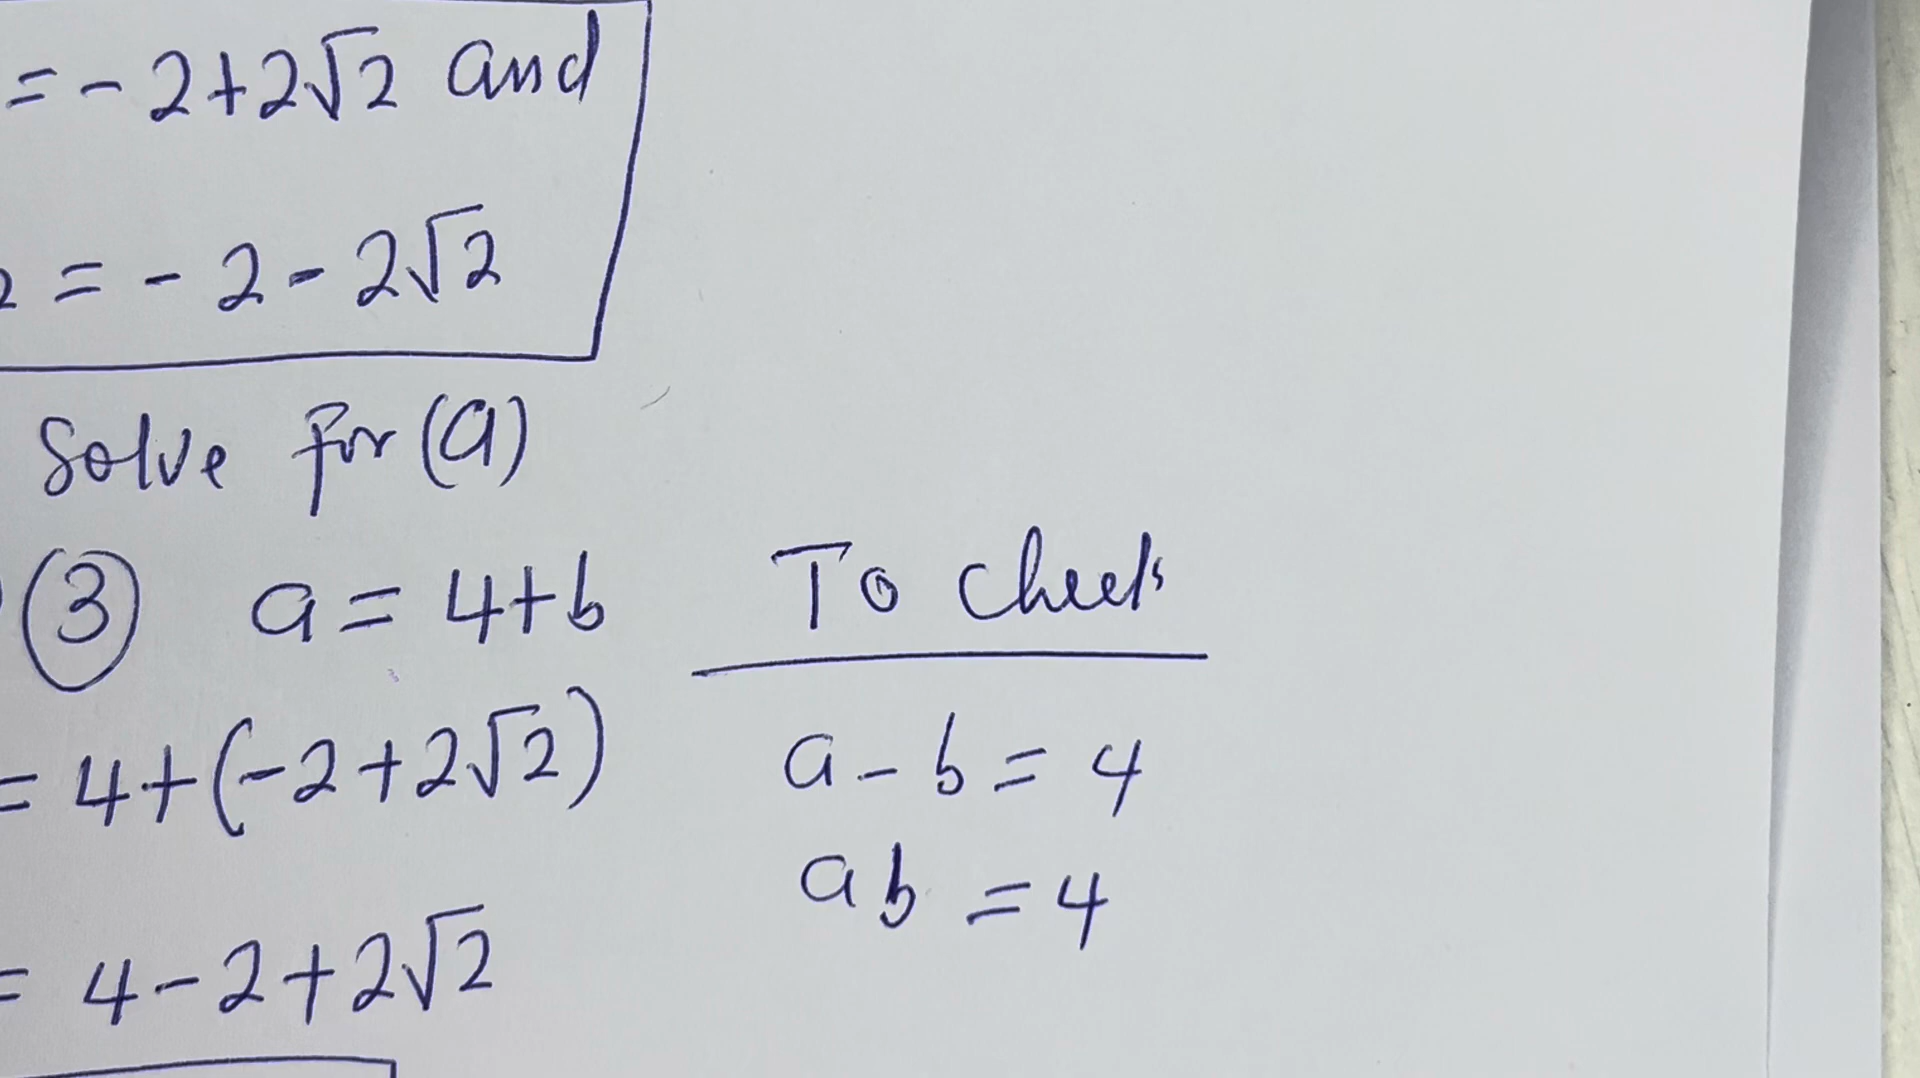 = - 2+2√2 and
2 = - 2 - 2√2
Solve for (a)
③ a = 4+b
= 4+(-2+2√2)
= 4-2+2√2
To check
a - b = 4
ab = 4